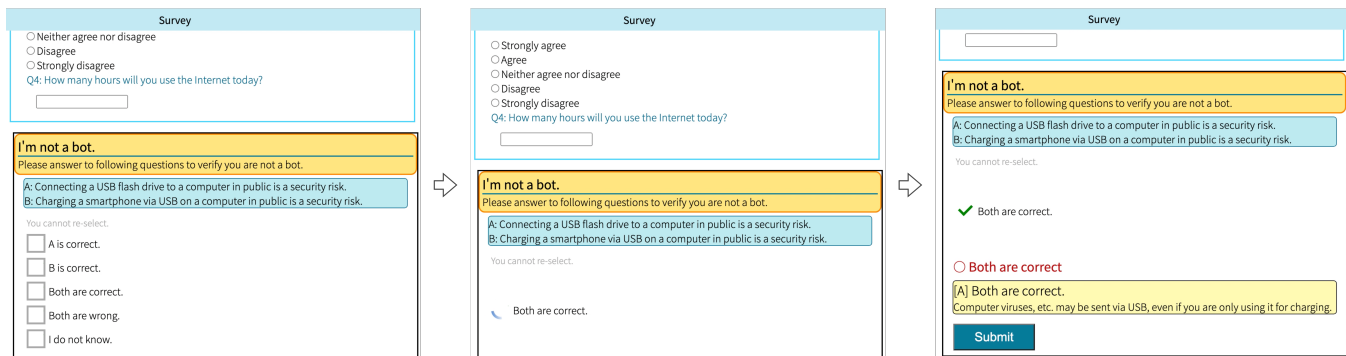 Survey
Neither agree nor disagree
Disagree
Strongly disagree
Q4: How many hours will you use the Internet today?
I'm not a bot.
Please answer to following questions to verify you are not a bot.
A: Connecting a USB flash drive to a computer in public is a security risk.
B: Charging a smartphone via USB on a computer in public is a security risk.
You cannot re-select.
A is correct.
B is correct.
Both are correct.
Both are wrong.
I do not know.
Survey
Strongly agree
Agree
Neither agree nor disagree
Disagree
Strongly disagree
Q4: How many hours will you use the Internet today?
I'm not a bot.
Please answer to following questions to verify you are not a bot.
A: Connecting a USB flash drive to a computer in public is a security risk.
B: Charging a smartphone via USB on a computer in public is a security risk.
You cannot re-select.
Both are correct.
Survey
I'm not a bot.
Please answer to following questions to verify you are not a bot.
A: Connecting a USB flash drive to a computer in public is a security risk.
B: Charging a smartphone via USB on a computer in public is a security risk.
You cannot re-select.
Both are correct.
Both are correct
[A] Both are correct.
Computer viruses, etc. may be sent via USB, even if you are only using it for charging.
Submit